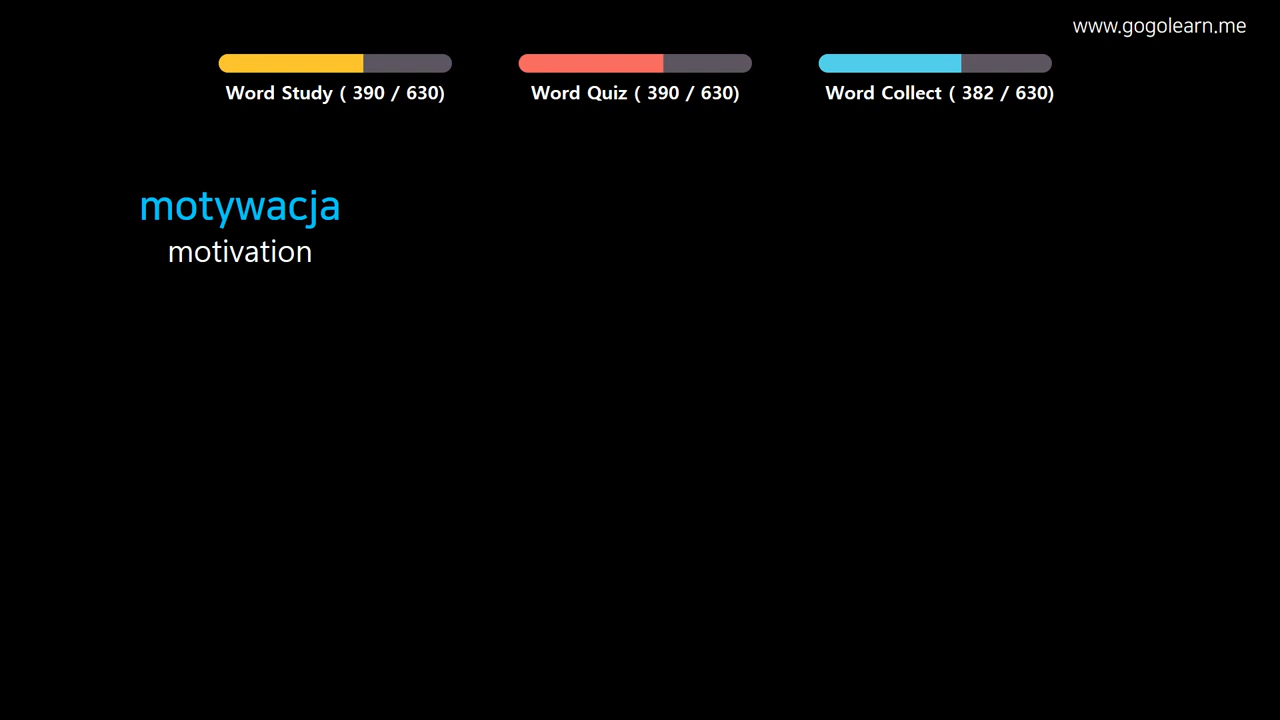 www.gogolearn.me
Word Study ( 390 / 630)
Word Quiz ( 390 / 630)
Word Collect ( 382 / 630)
motywacja
motivation